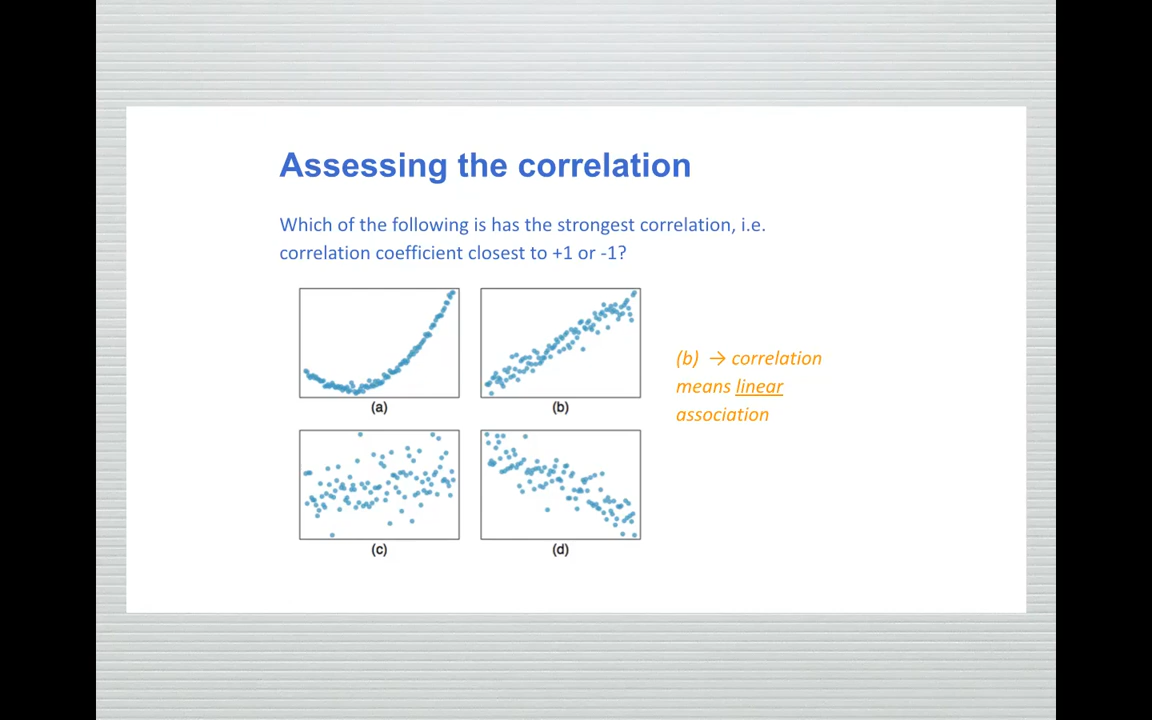 Assessing the correlation
Which of the following is has the strongest correlation, i.e.
correlation coefficient closest to +1 or -1?
(a)
(b)
(b) → correlation
means linear
association
(c)
(d)